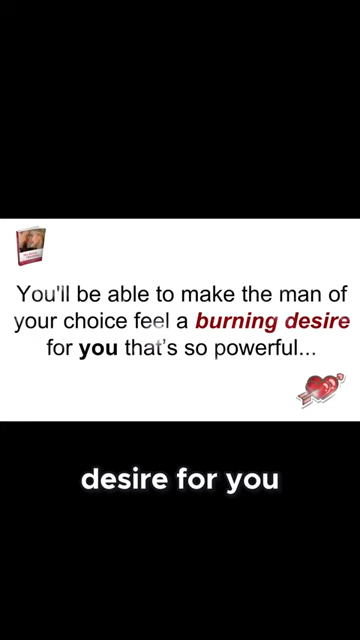 You'll be able to make the man of
your choice feel a burning desire
for you that's so powerful...
desire for you